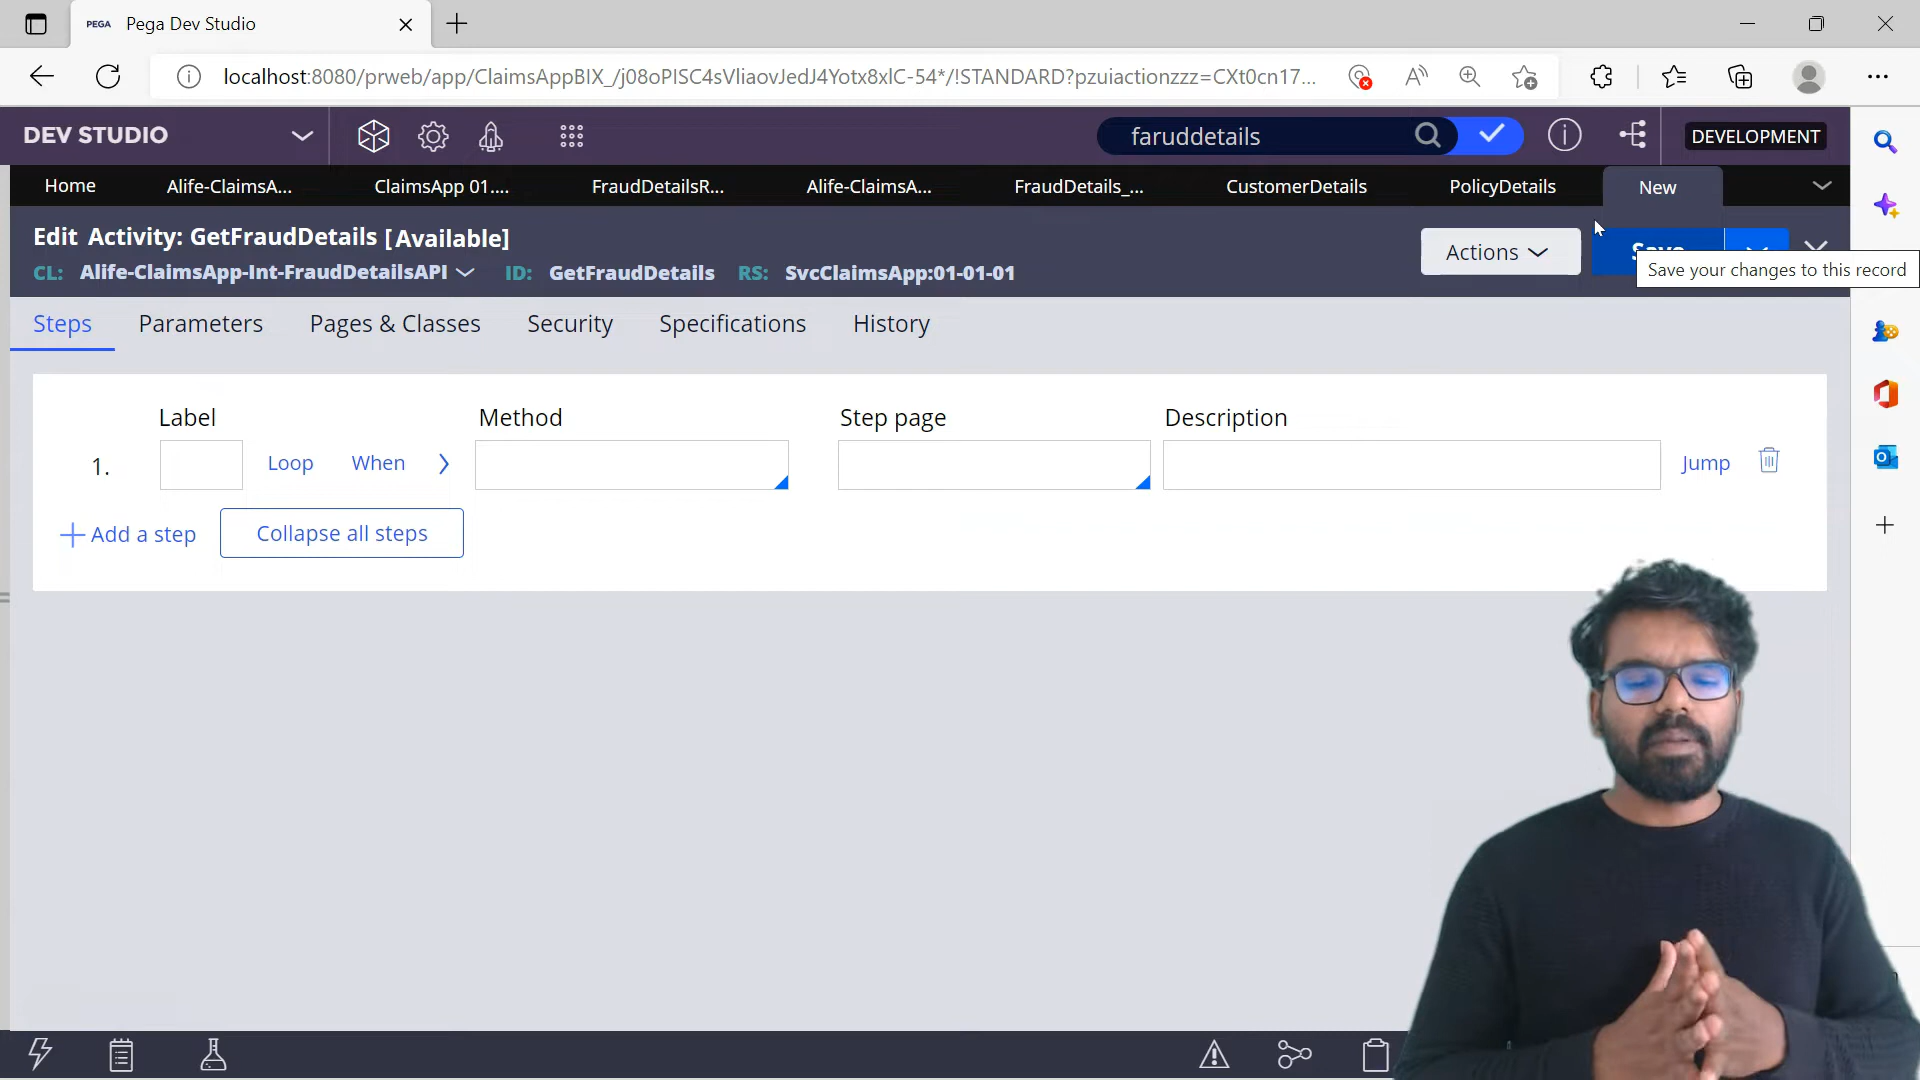 PEGA Pega Dev Studio
localhost:8080/prweb/app/ClaimsAppBIX_/j08oPISC4sVliaovJedJ4Yotx8xlC-54*/!STANDARD?pzuiactionzzz=CXt0cn17...
DEV STUDIO
faruddetails
DEVELOPMENT
Home Alife-ClaimsA... ClaimsApp 01.... FraudDetailsR... Alife-ClaimsA... FraudDetails_... CustomerDetails PolicyDetails New
Edit Activity: GetFraudDetails [Available]
Actions
Save
CL: Alife-ClaimsApp-Int-FraudDetailsAPI ID: GetFraudDetails RS: SvcClaimsApp:01-01-01
Save your changes to this record
Steps Parameters Pages & Classes Security Specifications History
Label Method Step page Description
1. Loop When Jump
Add a step Collapse all steps